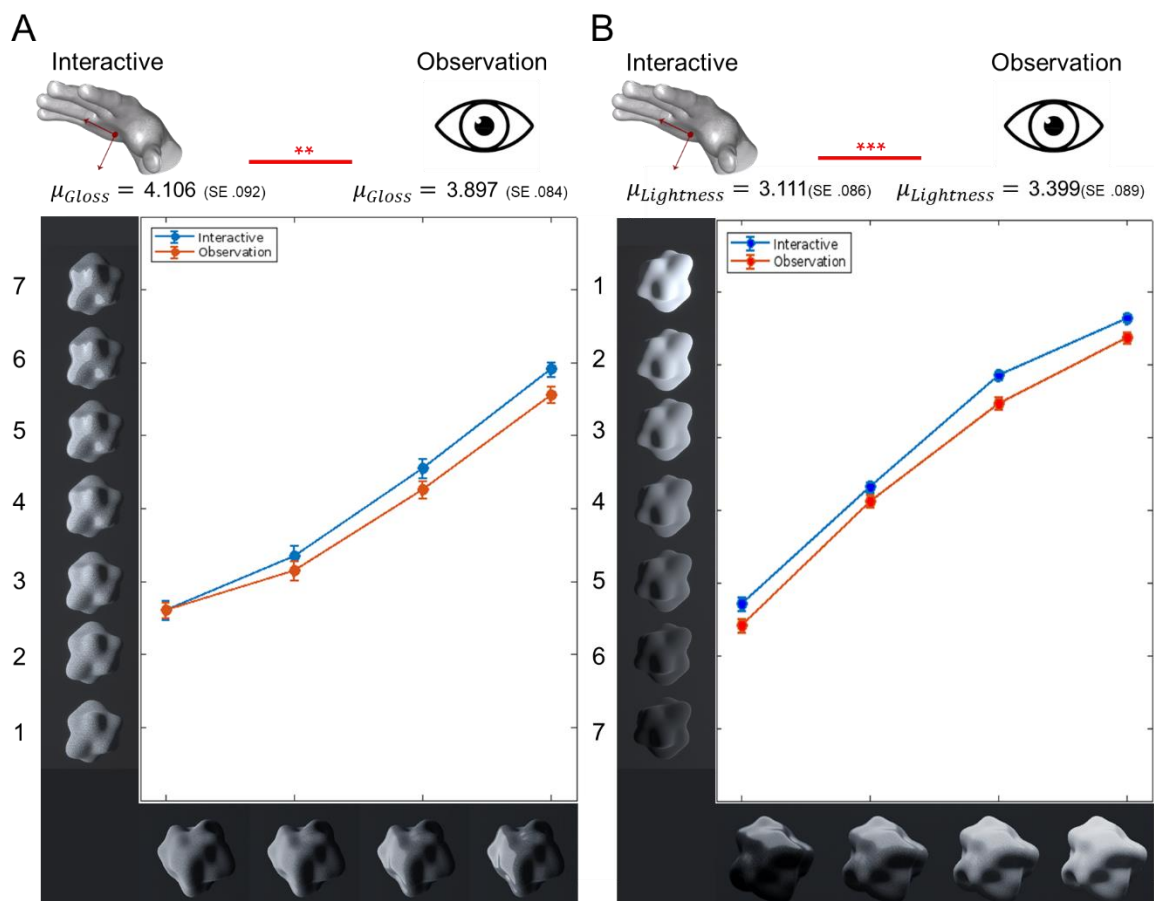 A
Interactive
Observation
**
μGloss = 4.106 (SE .092)
μGloss = 3.897 (SE .084)
Interactive
Observation
7
6
5
4
3
2
1
B
Interactive
Observation
***
μLightness = 3.111(SE .086)
μLightness = 3.399(SE .089)
Interactive
Observation
1
2
3
4
5
6
7